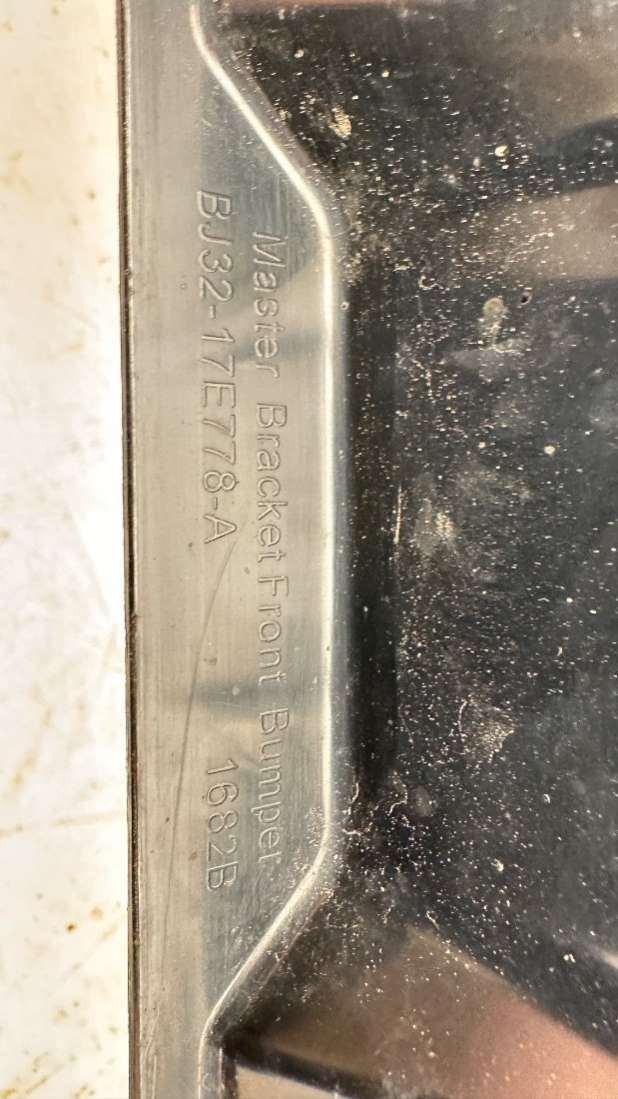 Master Bracket Front Bumper
BJ32-17E778-A 1682B